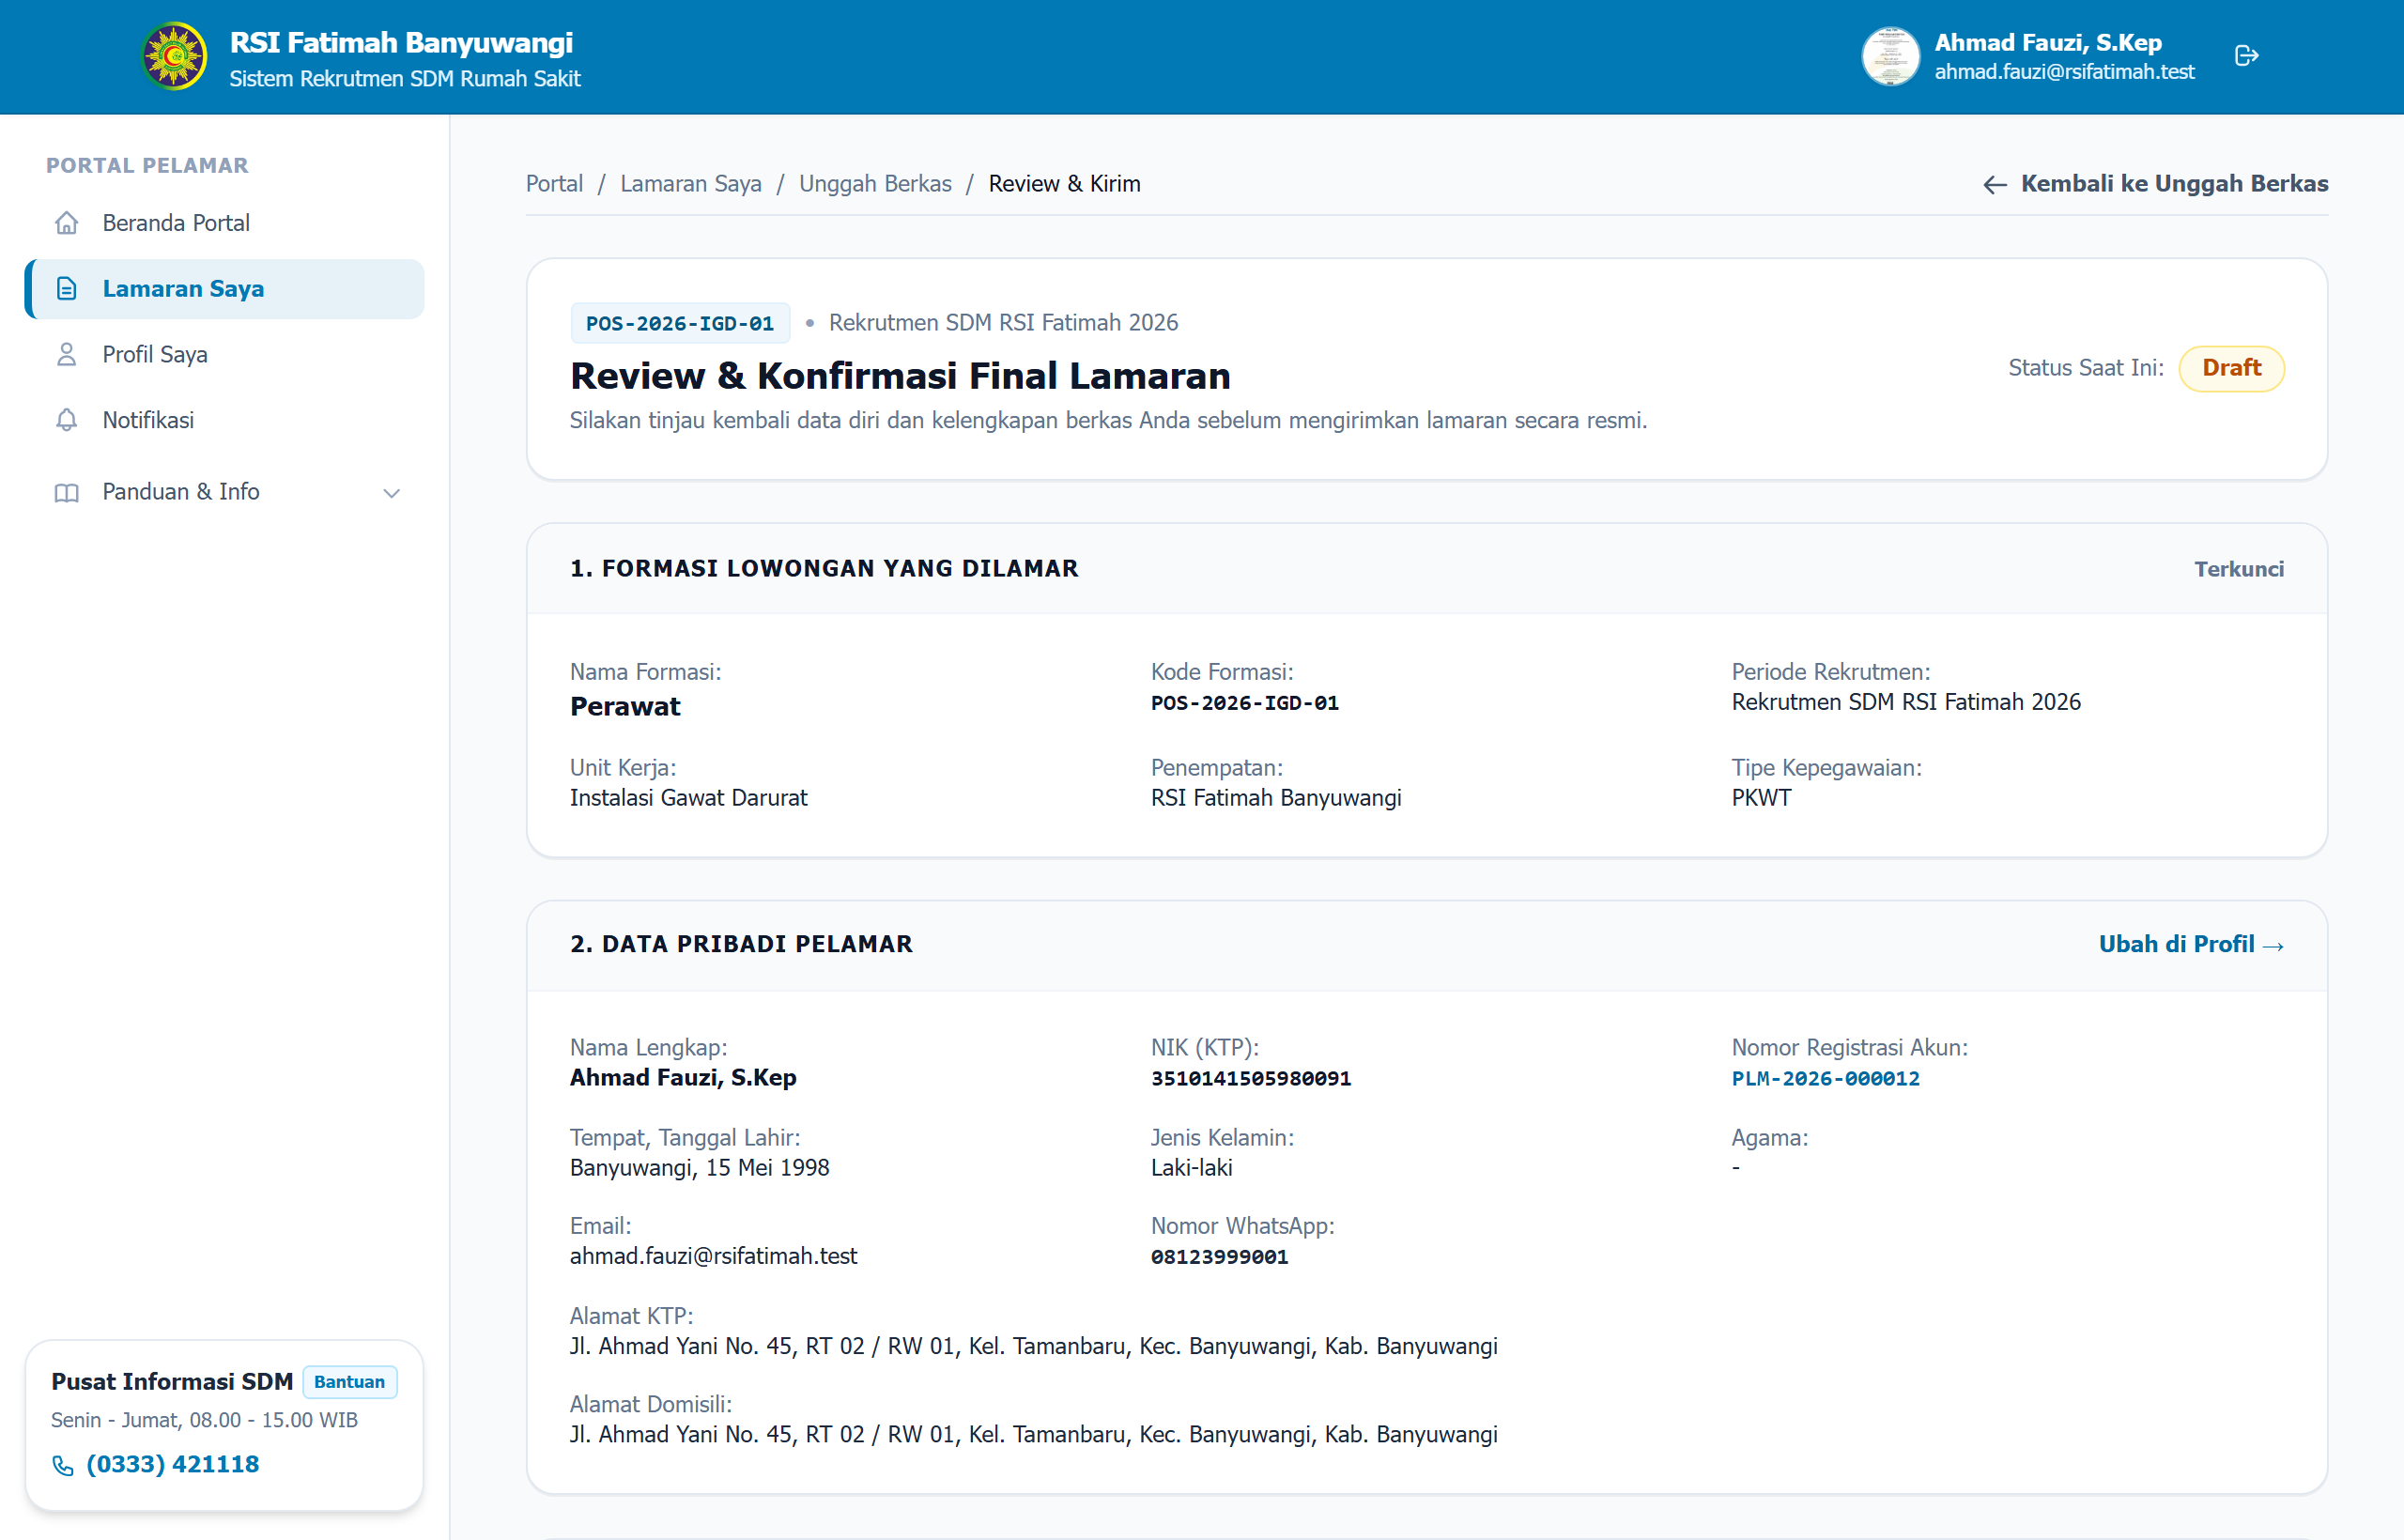 RSI Fatimah Banyuwangi
Sistem Rekrutmen SDM Rumah Sakit
Ahmad Fauzi, S.Kep
ahmad.fauzi@rsifatimah.test
PORTAL PELAMAR
Beranda Portal
Lamaran Saya
Profil Saya
Notifikasi
Panduan & Info
Pusat Informasi SDM Bantuan
Senin - Jumat, 08.00 - 15.00 WIB
(0333) 421118
Portal / Lamaran Saya / Unggah Berkas / Review & Kirim
← Kembali ke Unggah Berkas
POS-2026-IGD-01 • Rekrutmen SDM RSI Fatimah 2026
Review & Konfirmasi Final Lamaran
Silakan tinjau kembali data diri dan kelengkapan berkas Anda sebelum mengirimkan lamaran secara resmi.
Status Saat Ini: Draft
1. FORMASI LOWONGAN YANG DILAMAR
Terkunci
Nama Formasi:
Perawat
Kode Formasi:
POS-2026-IGD-01
Periode Rekrutmen:
Rekrutmen SDM RSI Fatimah 2026
Unit Kerja:
Instalasi Gawat Darurat
Penempatan:
RSI Fatimah Banyuwangi
Tipe Kepegawaian:
PKWT
2. DATA PRIBADI PELAMAR
Ubah di Profil →
Nama Lengkap:
Ahmad Fauzi, S.Kep
NIK (KTP):
3510141505980091
Nomor Registrasi Akun:
PLM-2026-000012
Tempat, Tanggal Lahir:
Banyuwangi, 15 Mei 1998
Jenis Kelamin:
Laki-laki
Agama:
-
Email:
ahmad.fauzi@rsifatimah.test
Nomor WhatsApp:
08123999001
Alamat KTP:
Jl. Ahmad Yani No. 45, RT 02 / RW 01, Kel. Tamanbaru, Kec. Banyuwangi, Kab. Banyuwangi
Alamat Domisili:
Jl. Ahmad Yani No. 45, RT 02 / RW 01, Kel. Tamanbaru, Kec. Banyuwangi, Kab. Banyuwangi